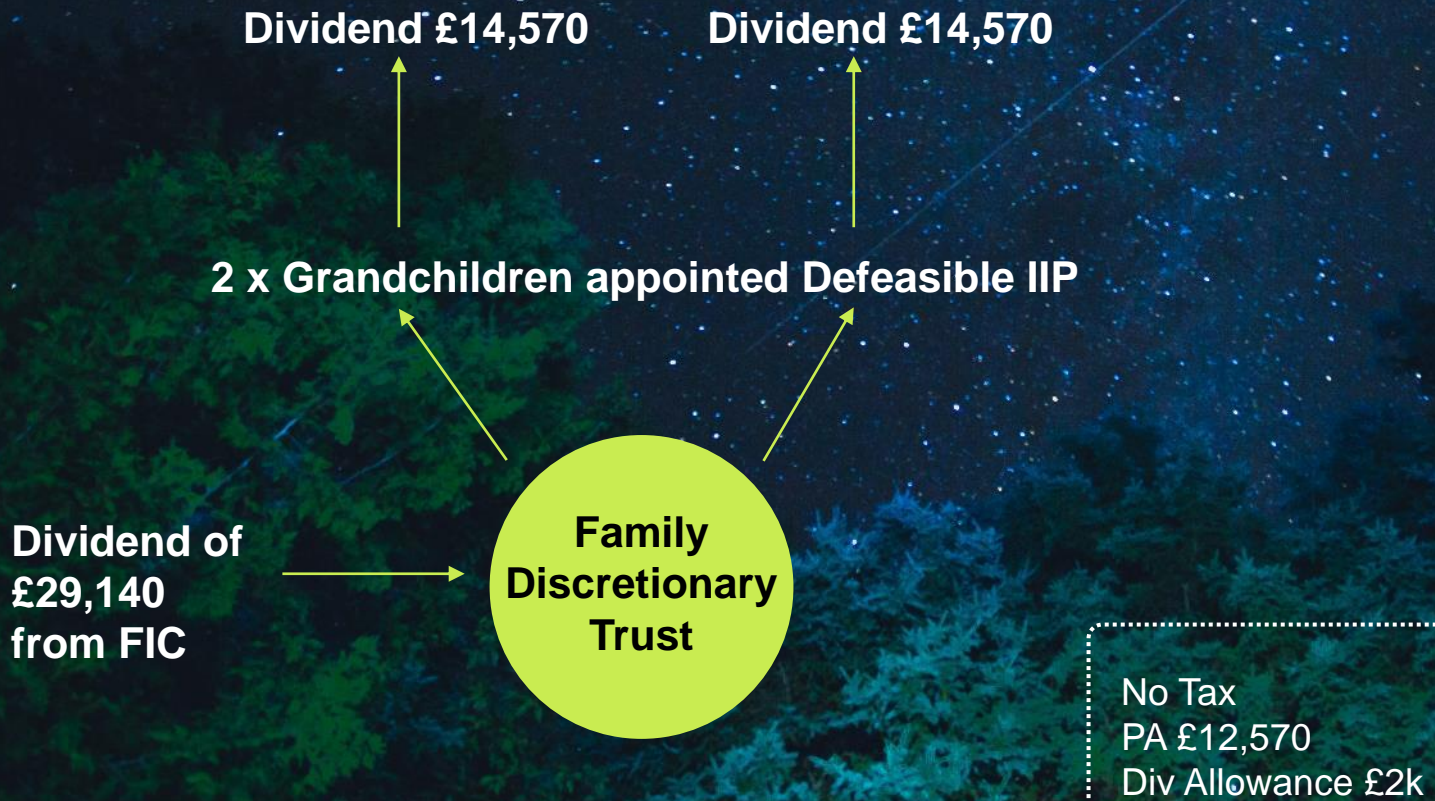 Dividend £14,570
Dividend £14,570
2 x Grandchildren appointed Defeasible IIP
Dividend of
£29,140
from FIC
Family
Discretionary
Trust
No Tax
PA £12,570
Div Allowance £2k